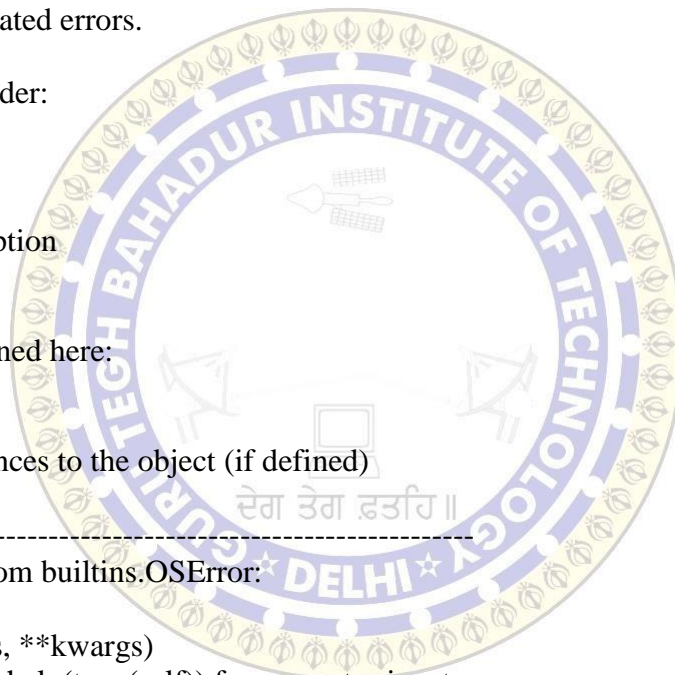 ated errors.
der:
ption
ned here:
nces to the object (if defined)
GURU TEGH BAHADUR INSTITUTE OF TECHNOLOGY
ਦੇਗ ਤੇਗ ਫ਼ਤਹਿ॥
--------------------------------------------
om builtins.OSError:
* DELHI *
s, **kwargs)